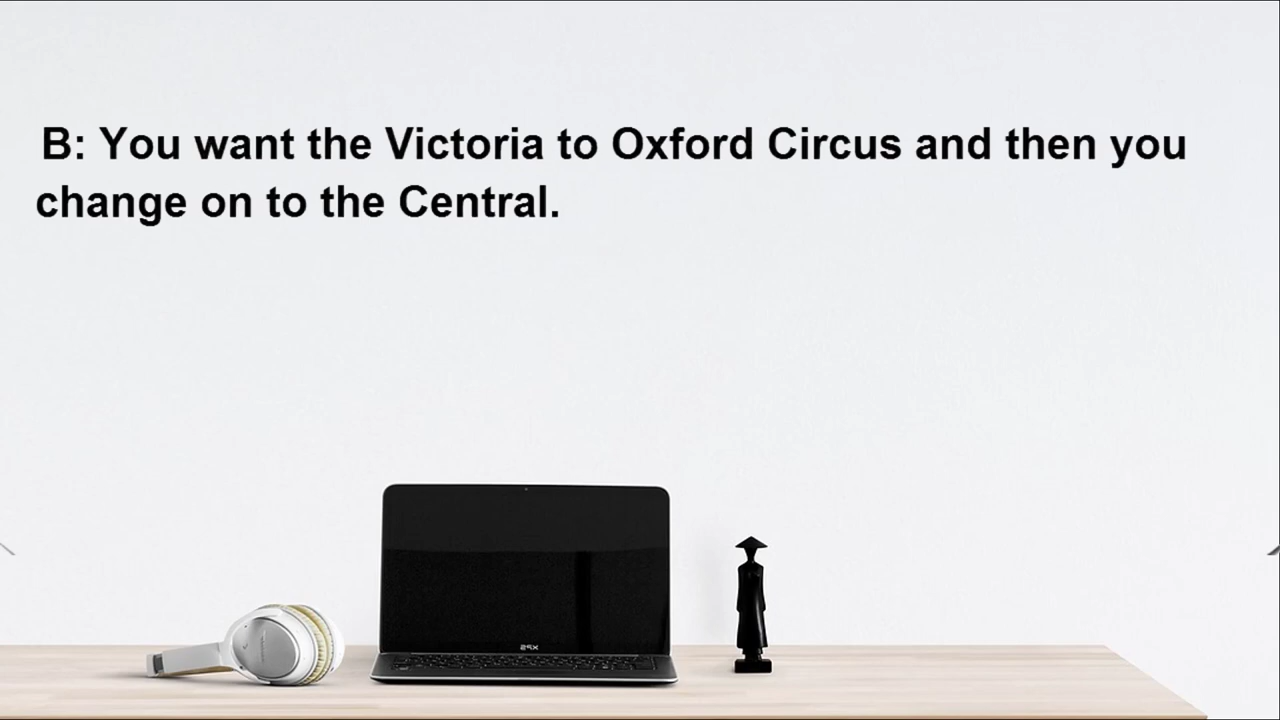 B: You want the Victoria to Oxford Circus and then you
change on to the Central.